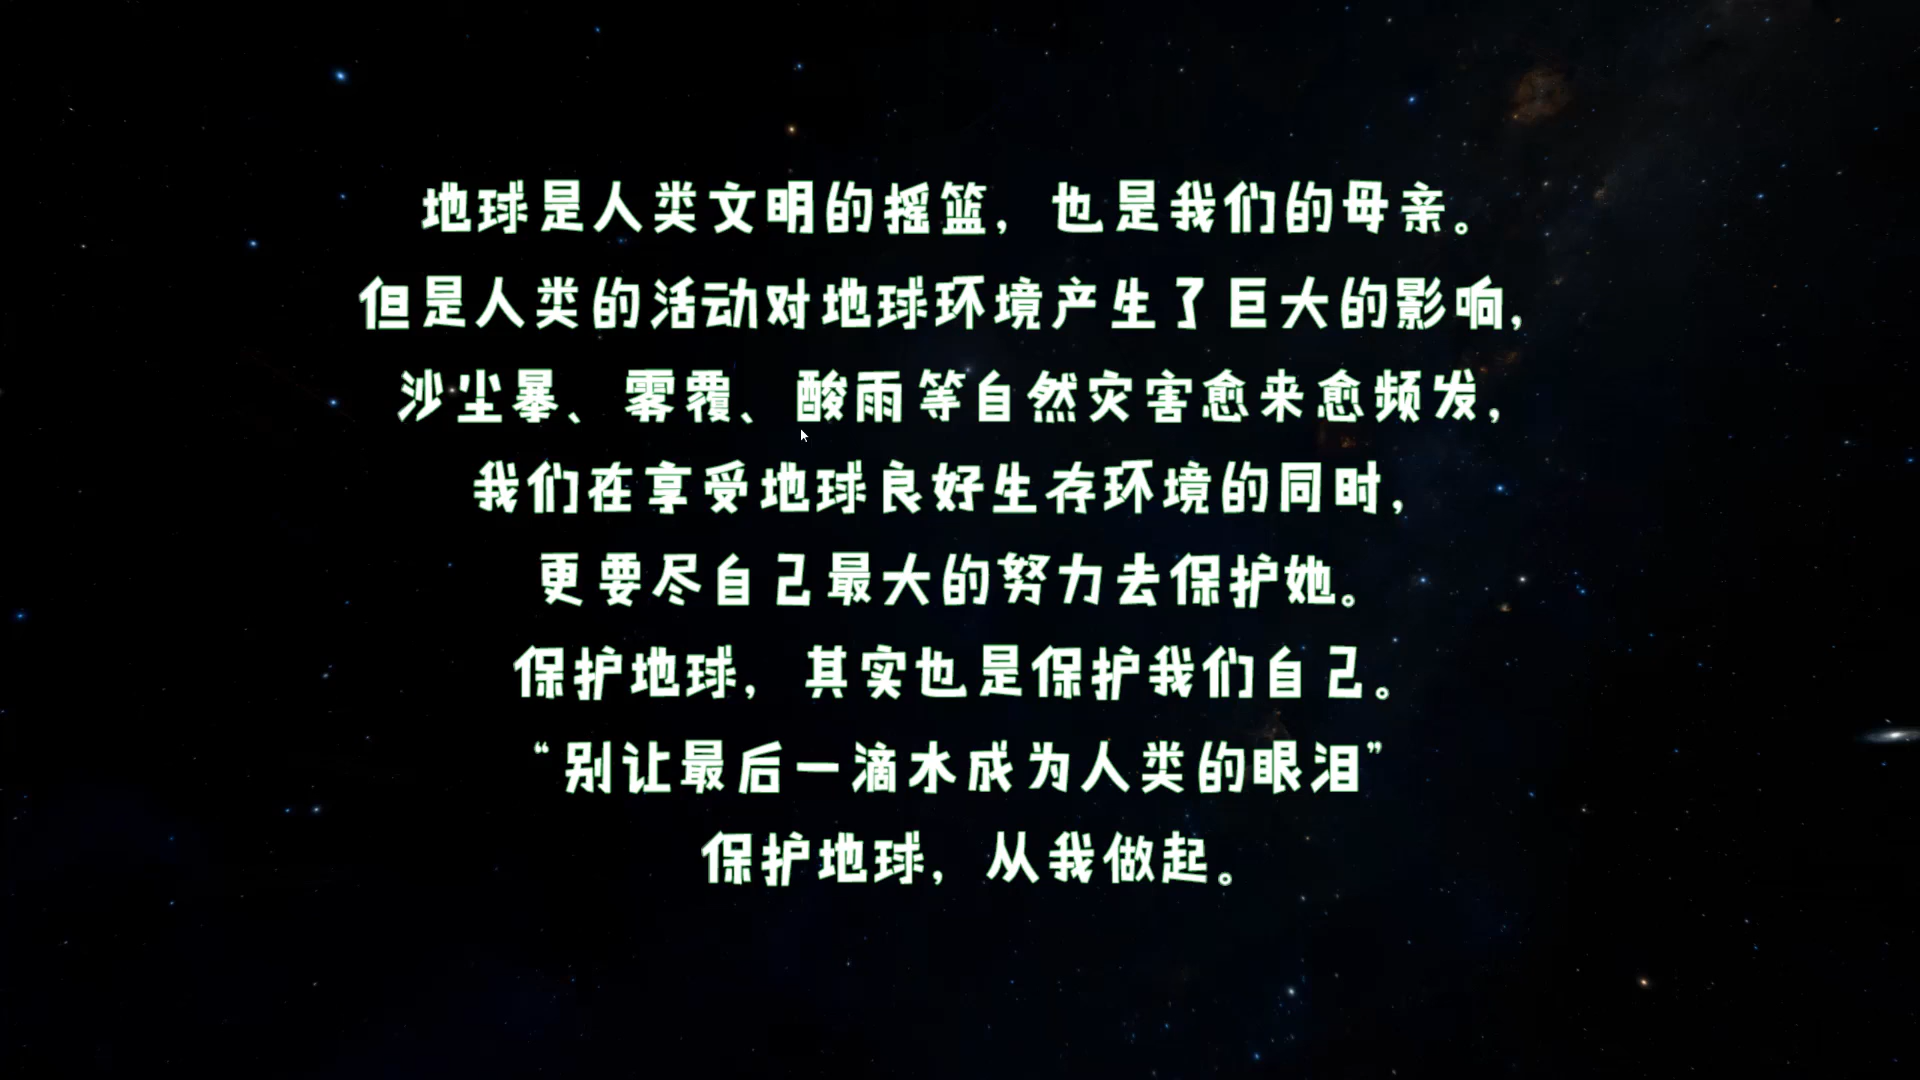 地球是人类文明的摇篮，也是我们的母亲。
但是人类的活动对地球环境产生了巨大的影响，
沙尘暴、雾覆、酸雨等自然灾害愈来愈频发，
我们在享受地球良好生存环境的同时，
更要尽自己最大的努力去保护她。
保护地球，其实也是保护我们自己。
“别让最后一滴水成为人类的眼泪”
保护地球，从我做起。